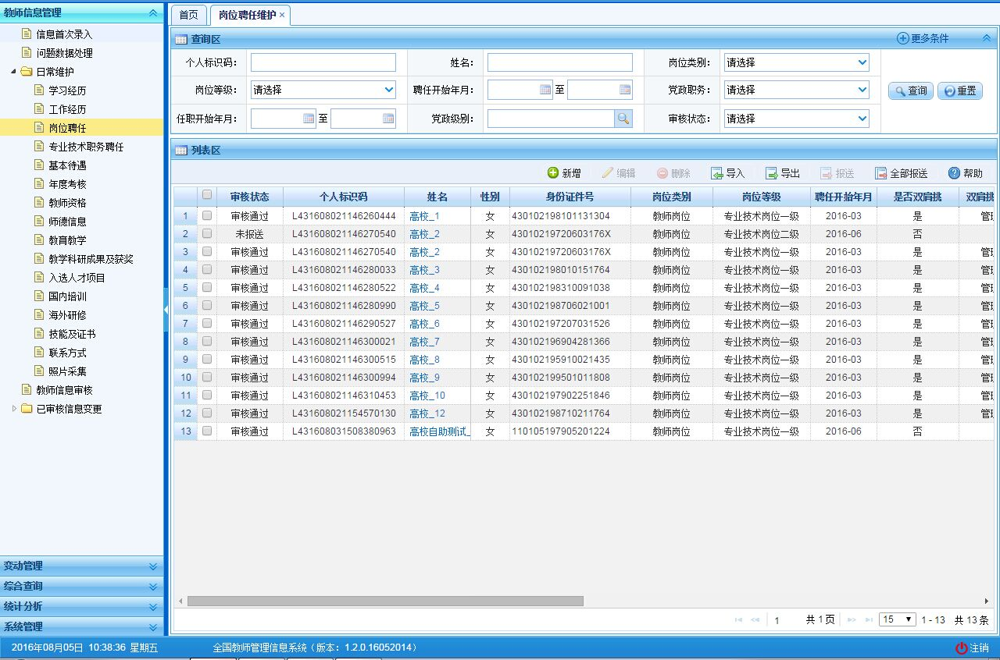 教师信息管理
信息首次录入
问题数据处理
日常维护
学习经历
工作经历
岗位聘任
专业技术职务聘任
基本待遇
年度考核
教师资格
师德信息
教育教学
教学科研成果及获奖
入选人才项目
国内培训
海外研修
技能及证书
联系方式
照片采集
教师信息审核
已审核信息变更
变动管理
综合查询
统计分析
系统管理
首页 岗位聘任维护 ×
查询区 更多条件
个人标识码: 姓名: 岗位类别: 请选择
岗位等级: 请选择 聘任开始年月: 至 党政职务: 请选择 查询 重置
任职开始年月: 至 党政级别: 审核状态: 请选择
列表区
新增 编辑 删除 导入 导出 报送 全部报送 帮助
审核状态 个人标识码 姓名 性别 身份证件号 岗位类别 岗位等级 聘任开始年月 是否双肩挑 双肩挑
1 审核通过 L431608021146260444 高校_1 女 430102198101131304 教师岗位 专业技术岗位一级 2016-03 是 管理
2 未报送 L431608021146270540 高校_2 女 43010219720603176X 教师岗位 专业技术岗位二级 2016-06 否
3 审核通过 L431608021146270540 高校_2 女 43010219720603176X 教师岗位 专业技术岗位一级 2016-03 是 管理
4 审核通过 L431608021146280033 高校_3 女 430102198010151764 教师岗位 专业技术岗位一级 2016-03 是 管理
5 审核通过 L431608021146280522 高校_4 女 430102198310091038 教师岗位 专业技术岗位一级 2016-03 是 管理
6 审核通过 L431608021146280990 高校_5 女 430102198706021001 教师岗位 专业技术岗位一级 2016-03 是 管理
7 审核通过 L431608021146290527 高校_6 女 430102197207031526 教师岗位 专业技术岗位一级 2016-03 是 管理
8 审核通过 L431608021146300021 高校_7 女 430102196904281366 教师岗位 专业技术岗位一级 2016-03 是 管理
9 审核通过 L431608021146300515 高校_8 女 430102195910021435 教师岗位 专业技术岗位一级 2016-03 是 管理
10 审核通过 L431608021146300994 高校_9 女 430102199501011808 教师岗位 专业技术岗位一级 2016-03 是 管理
11 审核通过 L431608021146310453 高校_10 女 430102197902251846 教师岗位 专业技术岗位一级 2016-03 是 管理
12 审核通过 L431608021154570130 高校_12 女 430102198710211764 教师岗位 专业技术岗位一级 2016-03 是 管理
13 审核通过 L431608031508380963 高校自助测试_ 女 110105197905201224 教师岗位 专业技术岗位一级 2016-06 否
1 共 1 页 15 1 - 13 共 13 条
2016年08月05日 10:38:36 星期五 全国教师管理信息系统（版本：1.2.0.16052014） 注销